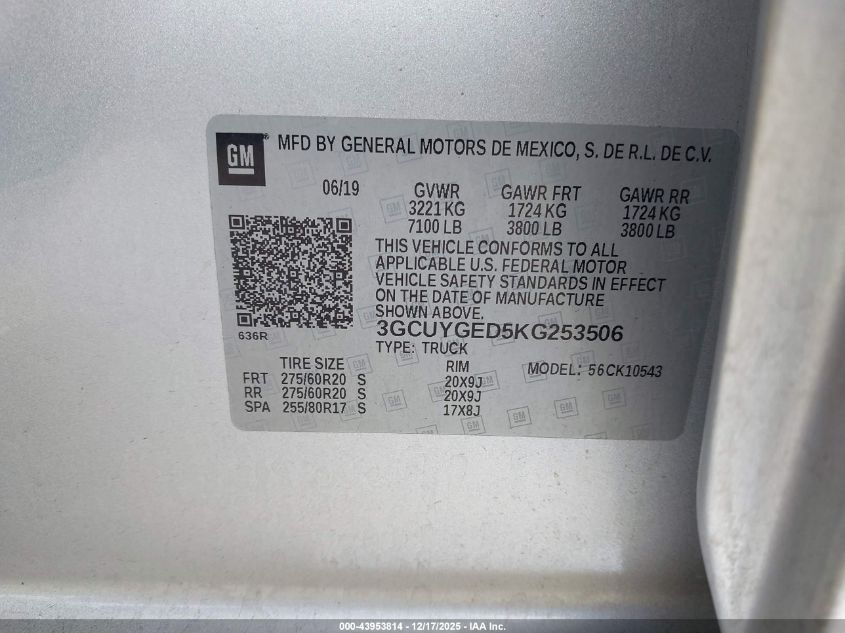 GM
MFD BY GENERAL MOTORS DE MEXICO, S. DE R.L. DE C.V.
06/19 GVWR GAWR FRT GAWR RR
3221 KG 1724 KG 1724 KG
7100 LB 3800 LB 3800 LB
THIS VEHICLE CONFORMS TO ALL
APPLICABLE U.S. FEDERAL MOTOR
VEHICLE SAFETY STANDARDS IN EFFECT
ON THE DATE OF MANUFACTURE
SHOWN ABOVE.
636R
3GCUYGED5KG253506
TYPE: TRUCK
TIRE SIZE RIM MODEL: 56CK10543
FRT 275/60R20 S 20X9J
RR 275/60R20 S 20X9J
SPA 255/80R17 S 17X8J
000-43953814 - 12/17/2025 - IAA Inc.